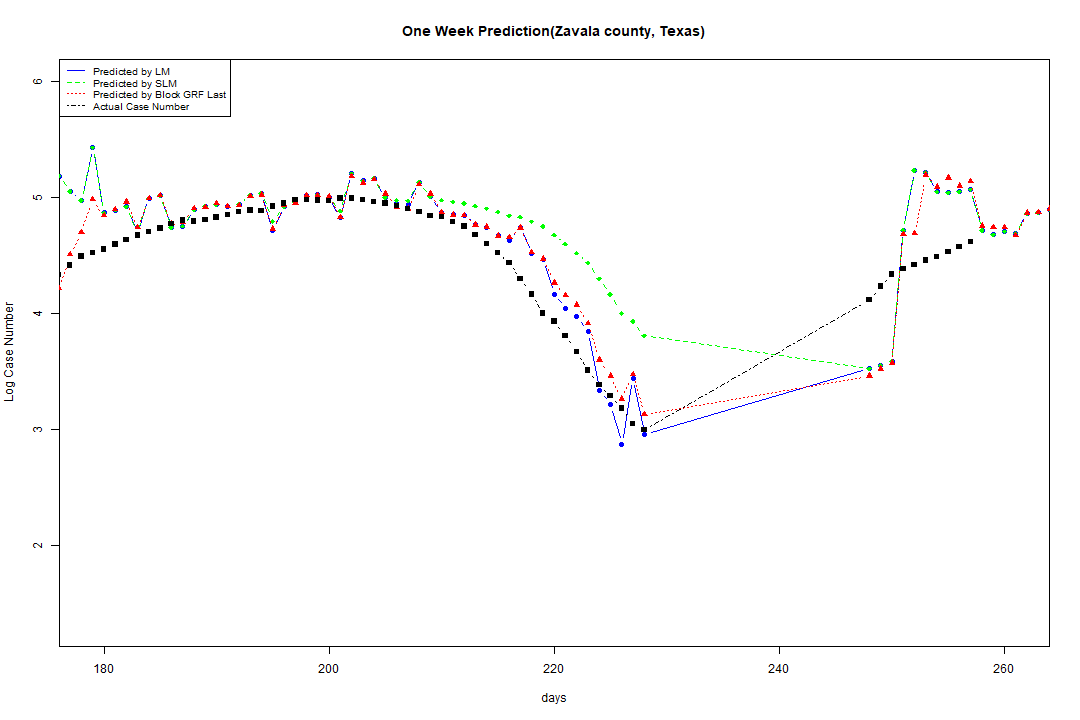 One Week Prediction(Zavala county, Texas)
Predicted by LM
Predicted by SLM
Predicted by Block GRF Last
Actual Case Number
6
5
4
3
2
Log Case Number
180 200 220 240 260
days